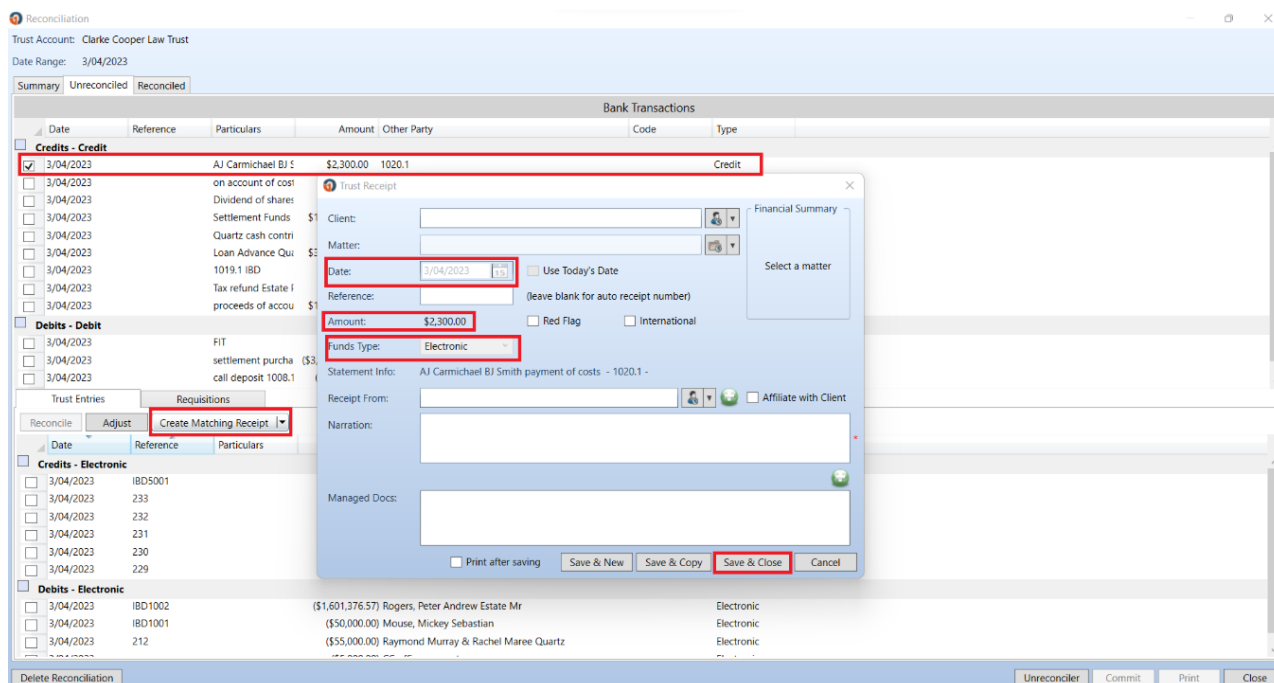 Reconciliation
Trust Account: Clarke Cooper Law Trust
Date Range: 3/04/2023
Summary Unreconciled Reconciled
Bank Transactions
Date Reference Particulars Amount Other Party Code Type
Credits - Credit
3/04/2023 AJ Carmichael BJ S $2,300.00 1020.1 Credit
3/04/2023 on account of cost
3/04/2023 Dividend of shares
3/04/2023 Settlement Funds $1
3/04/2023 Quartz cash contri
3/04/2023 Loan Advance Qua $3
3/04/2023 1019.1 IBD
3/04/2023 Tax refund Estate
3/04/2023 proceeds of accou $1
Debits - Debit
3/04/2023 FIT
3/04/2023 settlement purcha ($3,
3/04/2023 call deposit 1008.1 (
Trust Entries Requisitions
Reconcile Adjust Create Matching Receipt
Date Reference Particulars
Credits - Electronic
3/04/2023 IBD5001
3/04/2023 233
3/04/2023 232
3/04/2023 231
3/04/2023 230
3/04/2023 229
Debits - Electronic
3/04/2023 IBD1002 ($1,601,376.57) Rogers, Peter Andrew Estate Mr Electronic
3/04/2023 IBD1001 ($50,000.00) Mouse, Mickey Sebastian Electronic
3/04/2023 212 ($55,000.00) Raymond Murray & Rachel Maree Quartz Electronic
Delete Reconciliation Unreconciler Commit Print Close
Trust Receipt
Client:
Financial Summary
Matter:
Select a matter
Date: 3/04/2023 15 Use Today's Date
Reference: (leave blank for auto receipt number)
Amount: $2,300.00 Red Flag International
Funds Type: Electronic
Statement Info: AJ Carmichael BJ Smith payment of costs - 1020.1 -
Receipt From: Affiliate with Client
Narration:
Managed Docs:
Print after saving Save & New Save & Copy Save & Close Cancel